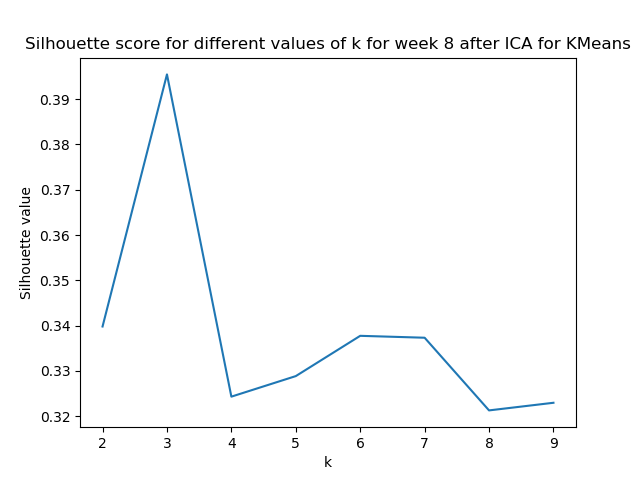 Silhouette score for different values of k for week 8 after ICA for KMeans
0.39
0.38
0.37
0.36
0.35
0.34
0.33
0.32
Silhouette value
2 3 4 5 6 7 8 9
k